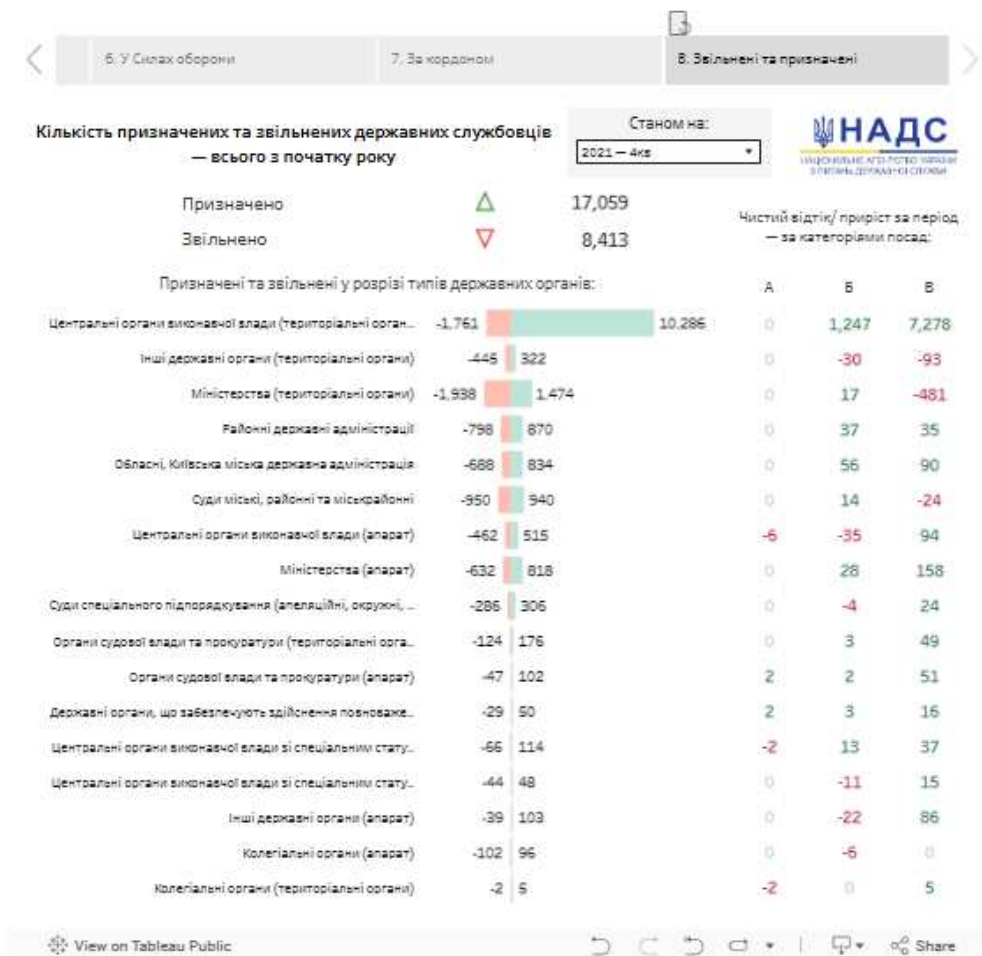 6. У Силах оборони
7. За кордоном
8. Звільнені та призначені
Кількість призначених та звільнених державних службовців
— всього з початку року
Станом на:
2021 — 4кв
НАДС
НАЦІОНАЛЬНЕ АГЕНТСТВО УКРАЇНИ
З ПИТАНЬ ДЕРЖАВНОЇ СЛУЖБИ
Призначено 17,059
Звільнено 8,413
Чистий відтік/ приріст за період
— за категоріями посад:
Призначені та звільнені у розрізі типів державних органів:
А Б В
Центральні органи виконавчої влади (територіальні орган.. -1,761 10,286 0 1,247 7,278
Інші державні органи (територіальні органи) -446 322 0 -30 -93
Міністерства (територіальні органи) -1,938 1,474 0 17 -481
Районні державні адміністрації -798 870 0 37 35
Обласні, Київська міська державна адміністрація -688 834 0 56 90
Суди міські, районні та міськрайонні -950 940 0 14 -24
Центральні органи виконавчої влади (апарат) -462 515 -6 -35 94
Міністерства (апарат) -632 818 0 28 158
Суди спеціального підпорядкування (апеляційні, окружні, .. -286 306 0 -4 24
Органи судової влади та прокуратури (територіальні орга.. -124 176 0 3 49
Органи судової влади та прокуратури (апарат) -47 102 2 2 51
Державні органи, що забезпечують здійснення повноваже.. -29 50 2 3 16
Центральні органи виконавчої влади зі спеціальним стату.. -66 114 -2 13 37
Центральні органи виконавчої влади зі спеціальним стату.. -44 48 0 -11 15
Інші державні органи (апарат) -39 103 0 -22 86
Колегіальні органи (апарат) -102 96 0 -6 0
Колегіальні органи (територіальні органи) -2 5 -2 0 5
View on Tableau Public
Share